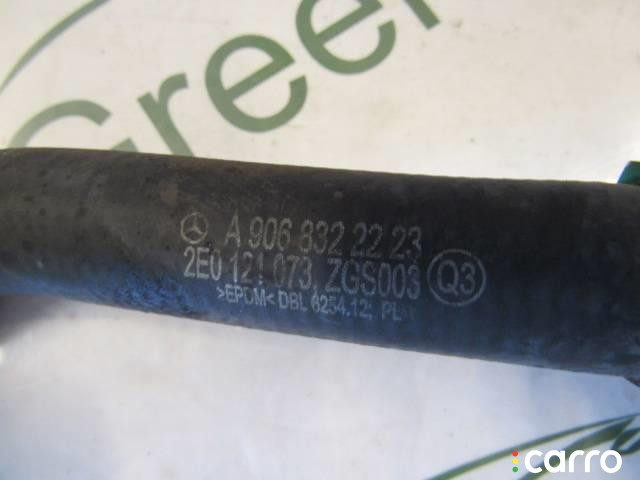 Green
A 906 832 22 23
2E0 121 073, ZGS003 Q3
>EPDM< DBL 6254.12; PL
carro